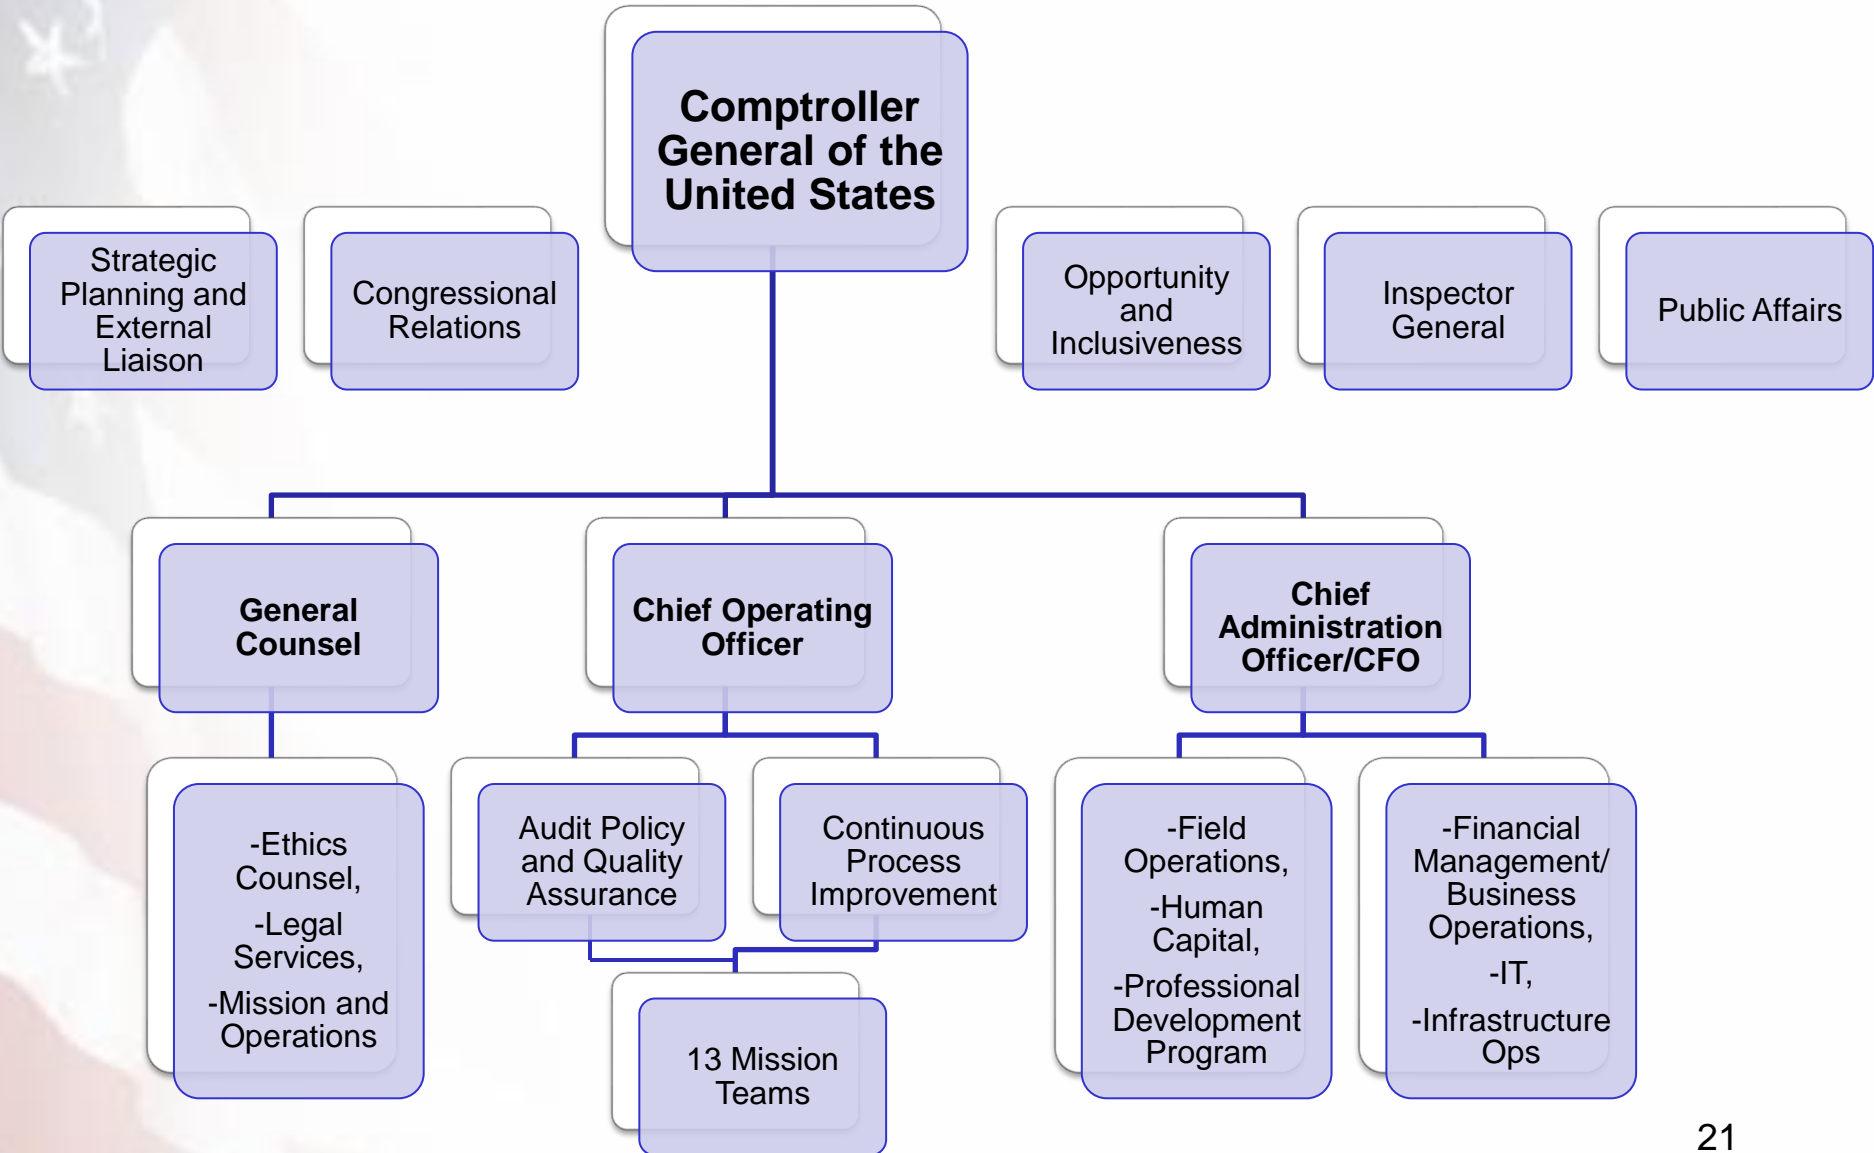 Comptroller
General of the
United States
Strategic
Planning and
External
Liaison
Congressional
Relations
Opportunity
and
Inclusiveness
Inspector
General
Public Affairs
General
Counsel
Chief Operating
Officer
Chief
Administration
Officer/CFO
-Ethics
Counsel,
-Legal
Services,
-Mission and
Operations
Audit Policy
and Quality
Assurance
Continuous
Process
Improvement
13 Mission
Teams
-Field
Operations,
-Human
Capital,
-Professional
Development
Program
-Financial
Management/
Business
Operations,
-IT,
-Infrastructure
Ops
21